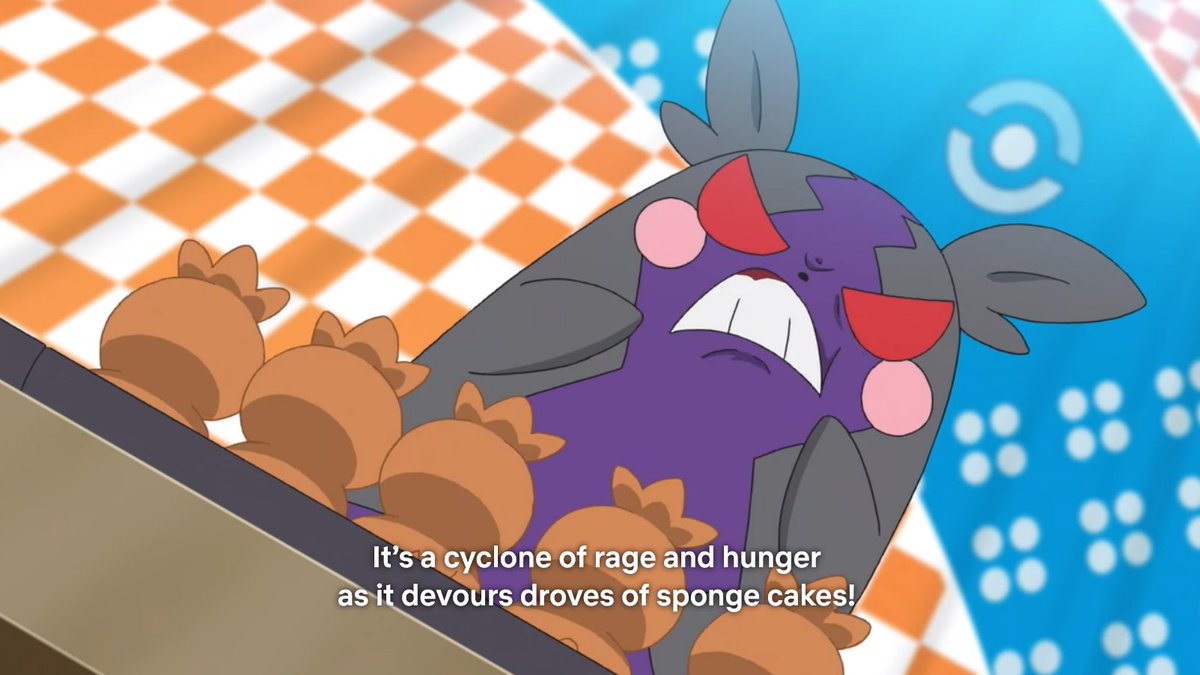 It’s a cyclone of rage and hunger
as it devours droves of sponge cakes!